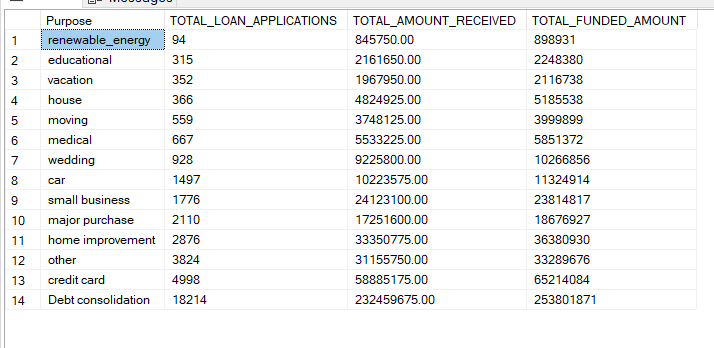 Messages
Purpose TOTAL_LOAN_APPLICATIONS TOTAL_AMOUNT_RECEIVED TOTAL_FUNDED_AMOUNT
1 renewable_energy 94 845750.00 898931
2 educational 315 2161650.00 2248380
3 vacation 352 1967950.00 2116738
4 house 366 4824925.00 5185538
5 moving 559 3748125.00 3999899
6 medical 667 5533225.00 5851372
7 wedding 928 9225800.00 10266856
8 car 1497 10223575.00 11324914
9 small business 1776 24123100.00 23814817
10 major purchase 2110 17251600.00 18676927
11 home improvement 2876 33350775.00 36380930
12 other 3824 31155750.00 33289676
13 credit card 4998 58885175.00 65214084
14 Debt consolidation 18214 232459675.00 253801871